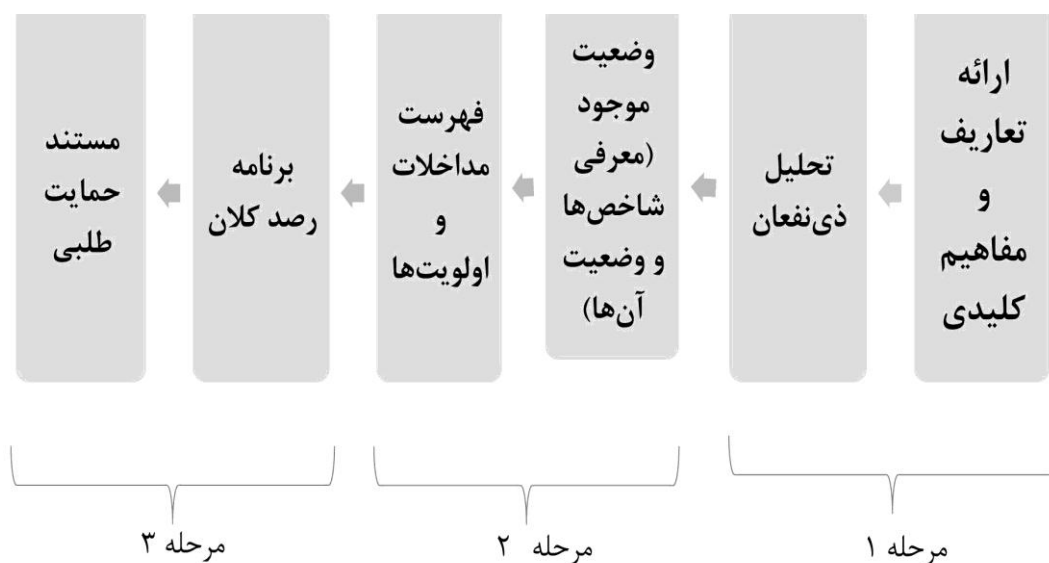 ارائه
تعاریف
و
مفاهیم
کلیدی
تحلیل
ذی‌نفعان
وضعیت
موجود
(معرفی
شاخص‌ها
و وضعیت
آن‌ها)
فهرست
مداخلات
و
اولویت‌ها
برنامه
رصد کلان
مستند
حمایت
طلبی
مرحله ۱
مرحله ۲
مرحله ۳